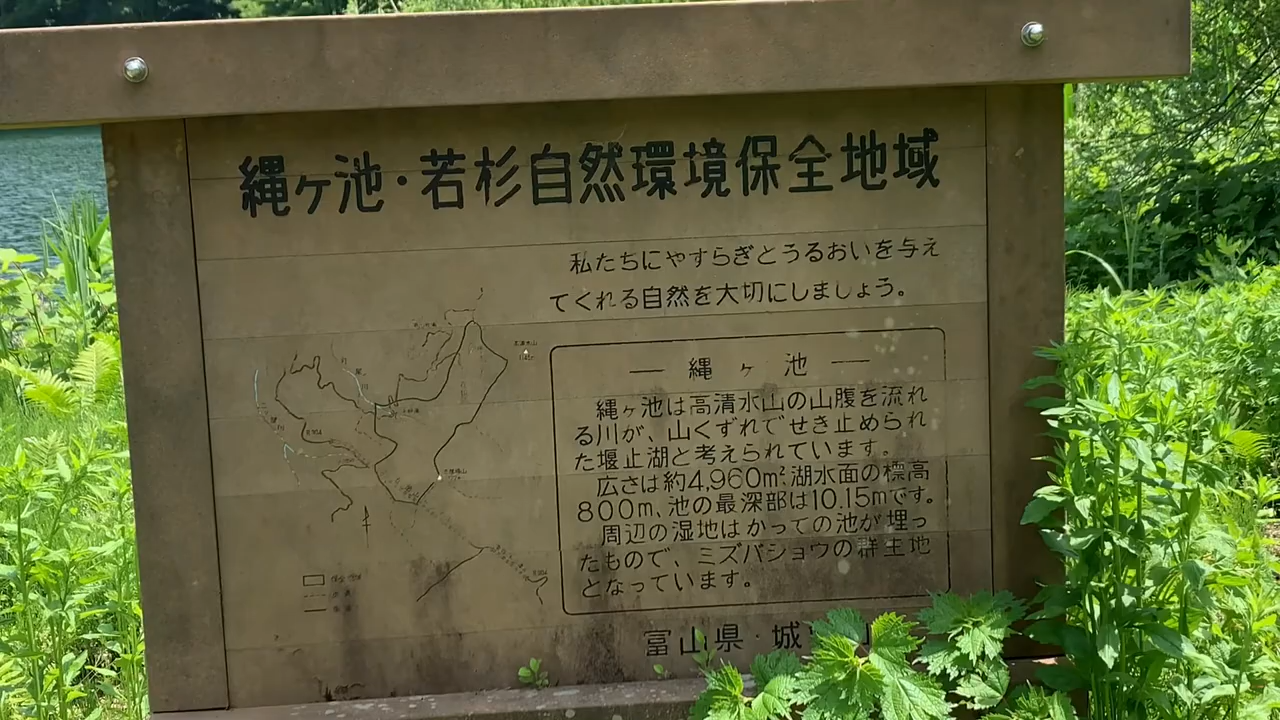 縄ヶ池・若杉自然環境保全地域
私たちにやすらぎとうるおいを与え
てくれる自然を大切にしましょう。
― 縄ヶ池 ―
縄ヶ池は高清水山の山腹を流れ
る川が、山くずれでせき止められ
た堰止湖と考えられています。
広さは約4,960m²湖水面の標高
800m、池の最深部は10.15mです。
周辺の湿地はかっての池が埋っ
たもので、ミズバショウの群生地
となっています。
富山県・城